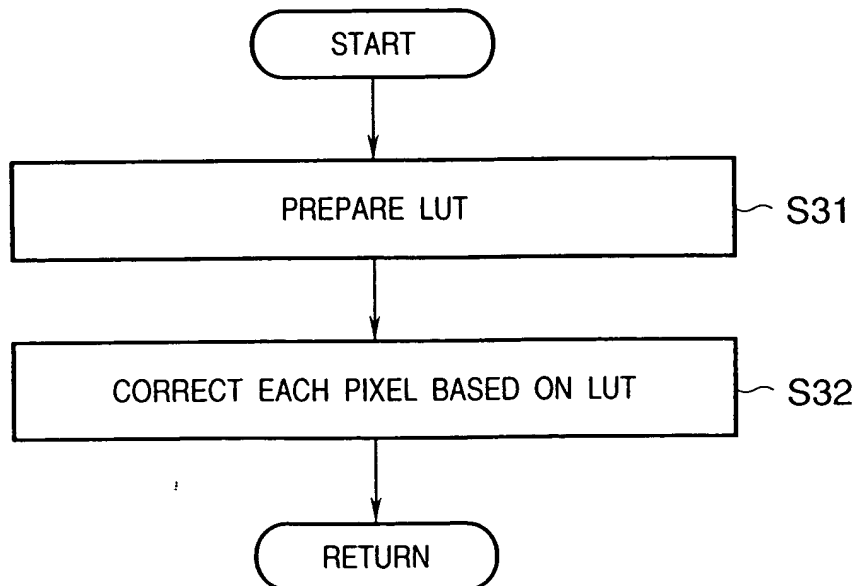 START
PREPARE LUT
S31
CORRECT EACH PIXEL BASED ON LUT
S32
RETURN